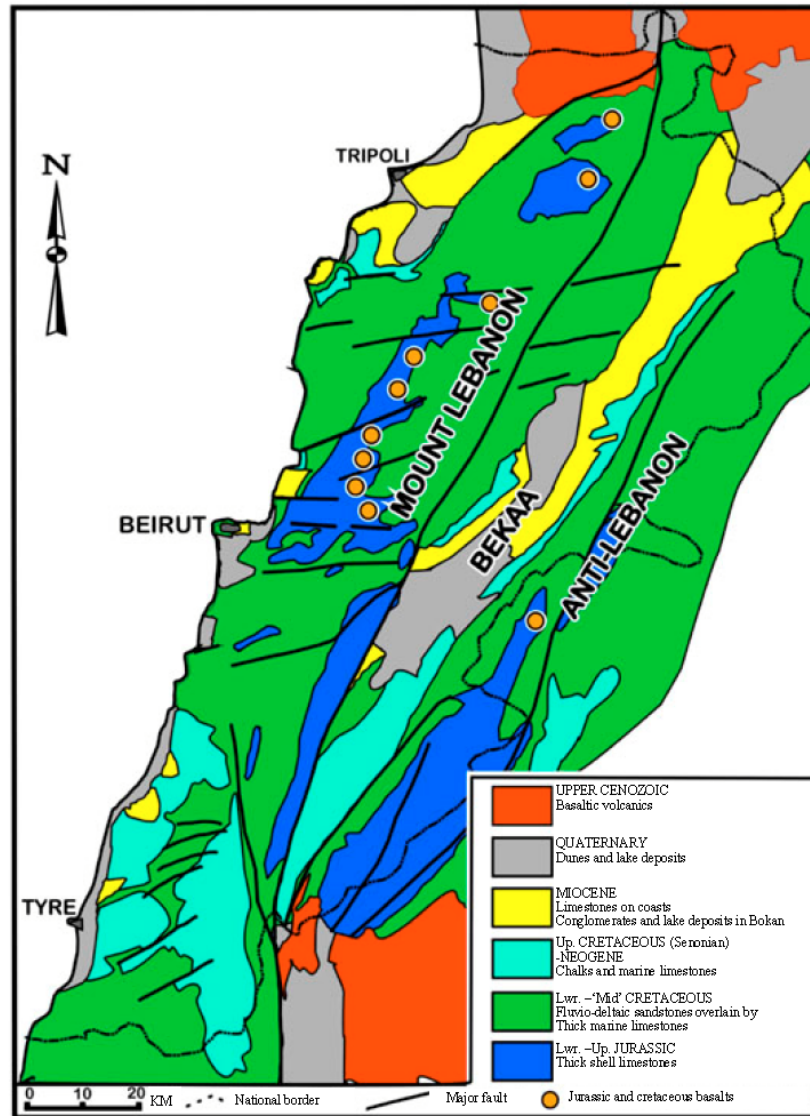 N
TRIPOLI
MOUNT LEBANON
BEKAA
ANTI-LEBANON
BEIRUT
TYRE
UPPER CENOZOIC
Basaltic volcanics
QUATERNARY
Dunes and lake deposits
MIOCENE
Limestones on coasts
Conglomerates and lake deposits in Bokan
Up. CRETACEOUS (Senonian)
-NEOGENE
Chalks and marine limestones
Lwr. –‘Mid’ CRETACEOUS
Fluvio-deltaic sandstones overlain by
Thick marine limestones
Lwr. –Up. JURASSIC
Thick shell limestones
0 10 20 KM National border Major fault Jurassic and cretaceous basalts